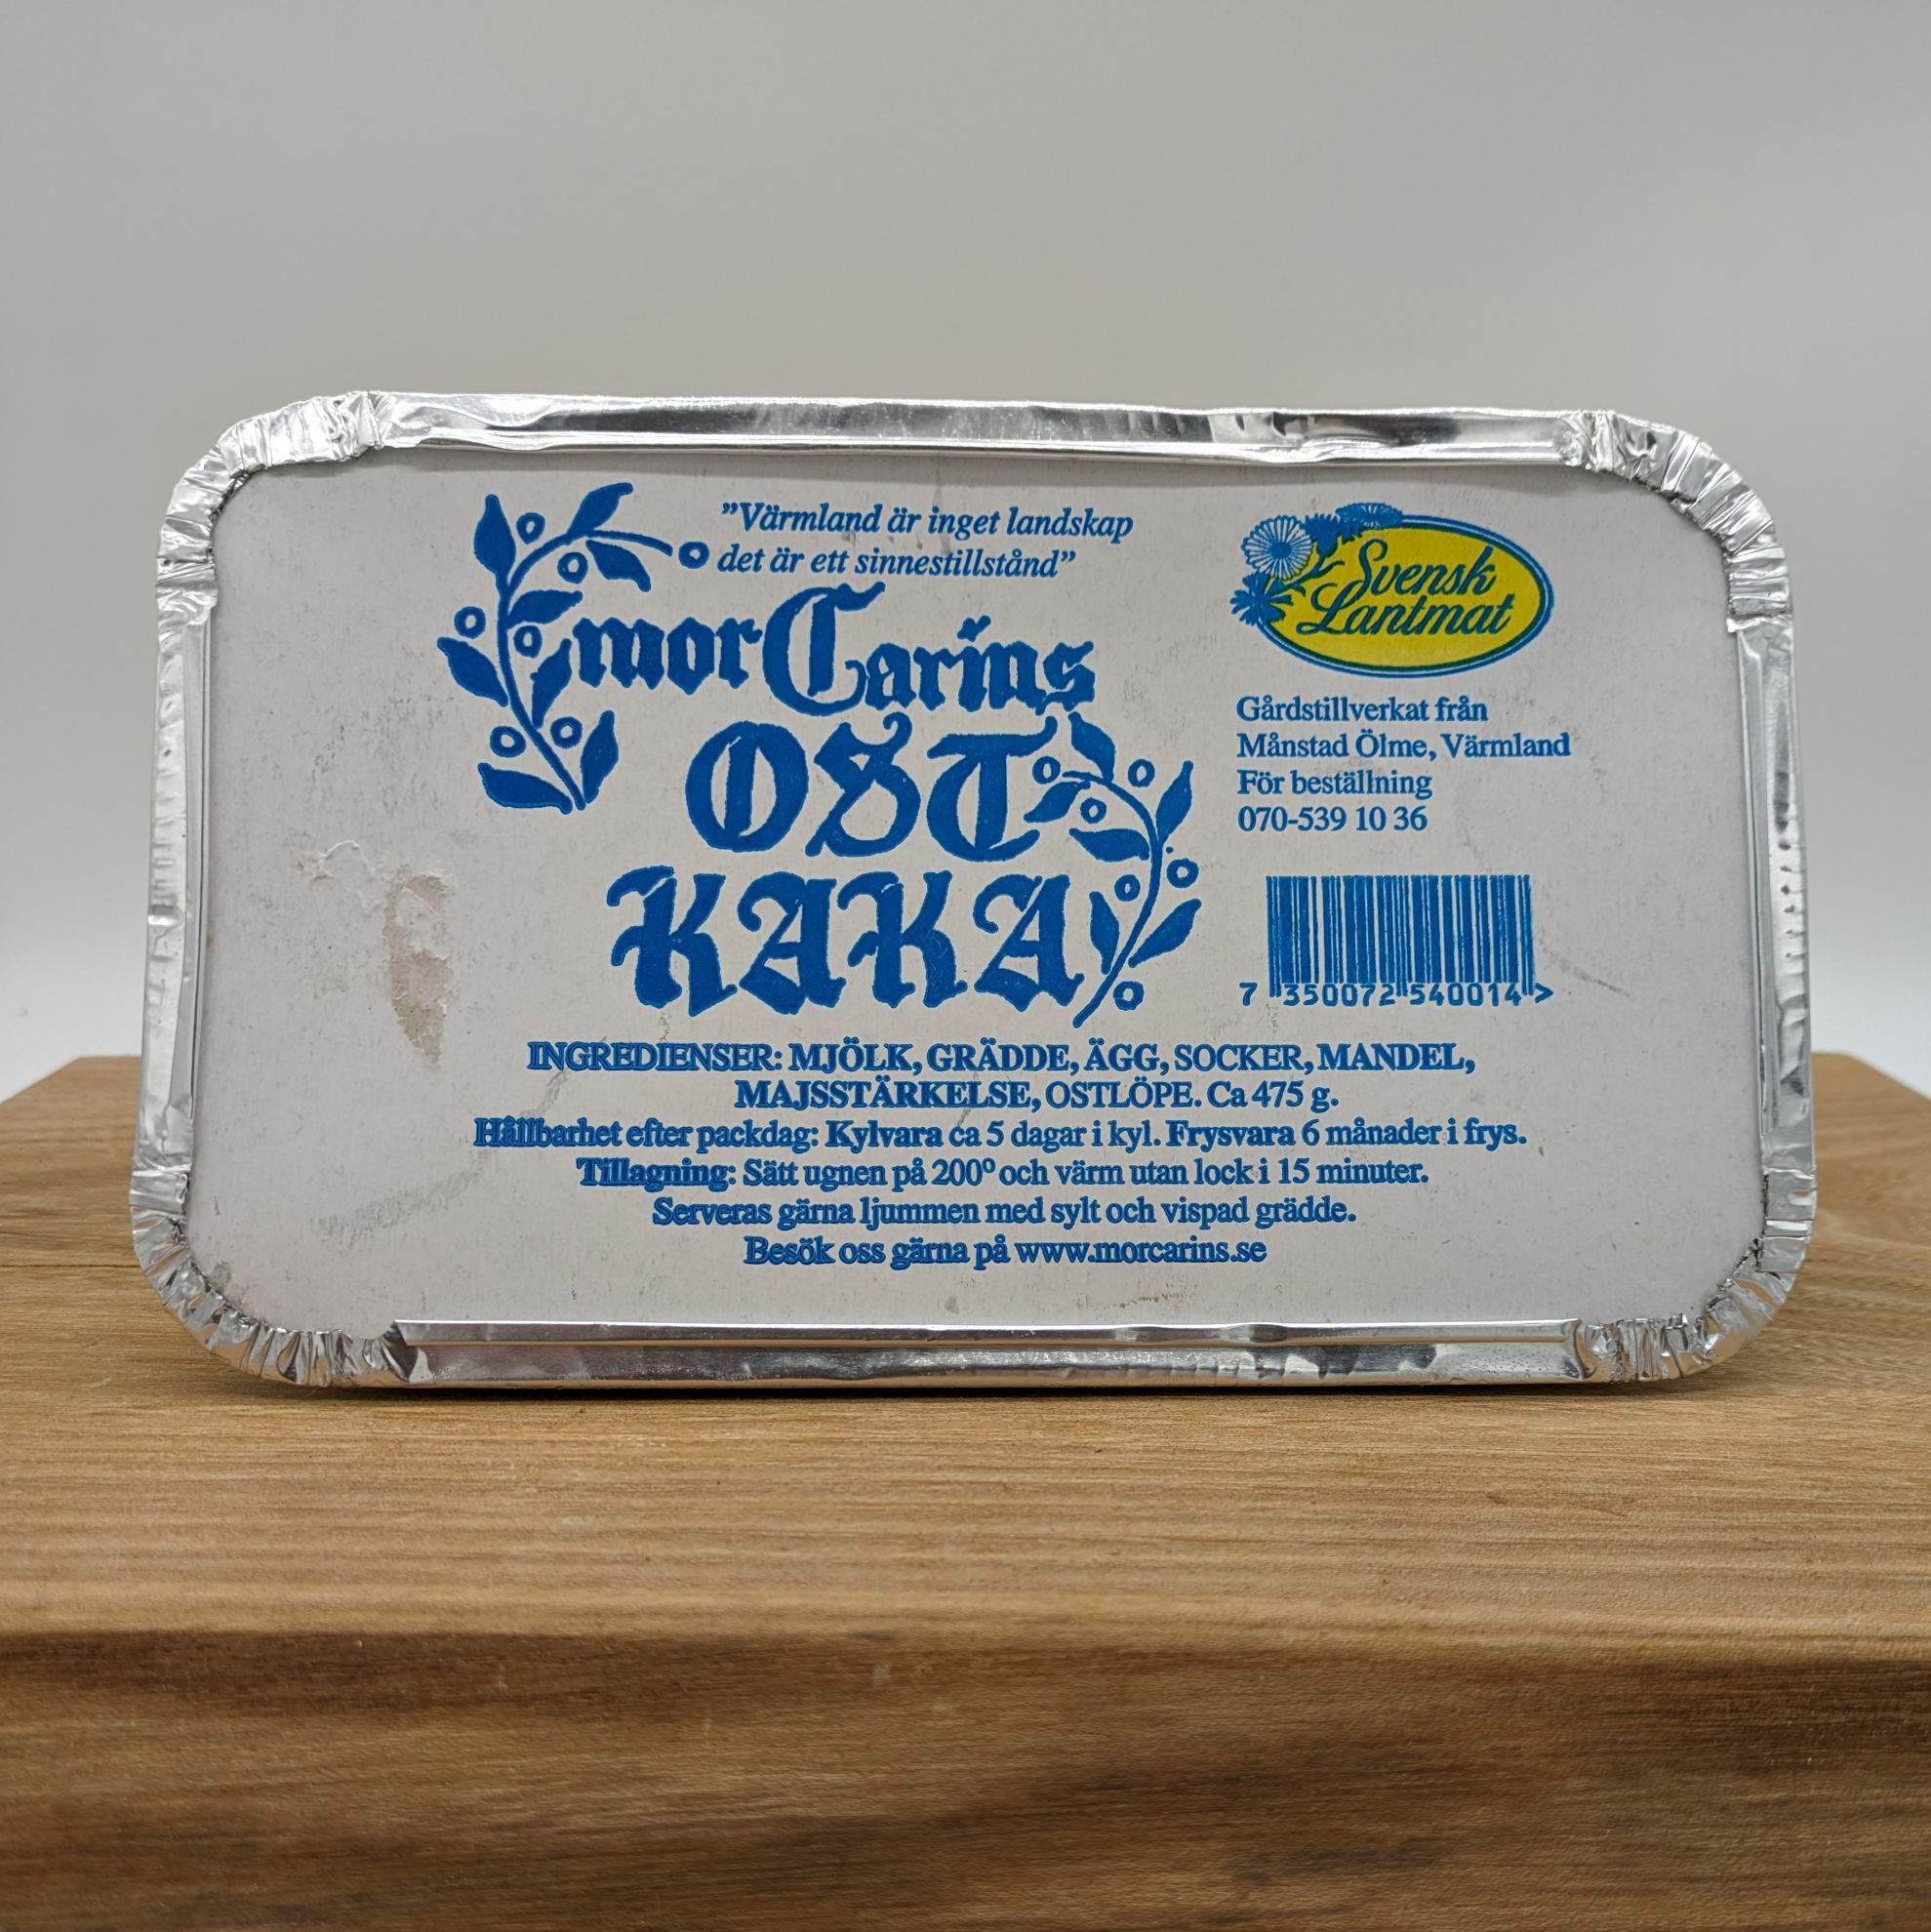 ”Värmland är inget landskap
det är ett sinnestillstånd”
mor Carins
OST
KAKA
Svensk
Lantmat
Gårdstillverkat från
Månstad Ölme, Värmland
För beställning
070-539 10 36
7 350072 540014 >
INGREDIENSER: MJÖLK, GRÄDDE, ÄGG, SOCKER, MANDEL,
MAJSSTÄRKELSE, OSTLÖPE. Ca 475 g.
Hållbarhet efter packdag: Kylvara ca 5 dagar i kyl. Frysvara 6 månader i frys.
Tillagning: Sätt ugnen på 200° och värm utan lock i 15 minuter.
Serveras gärna ljummen med sylt och vispad grädde.
Besök oss gärna på www.morcarins.se